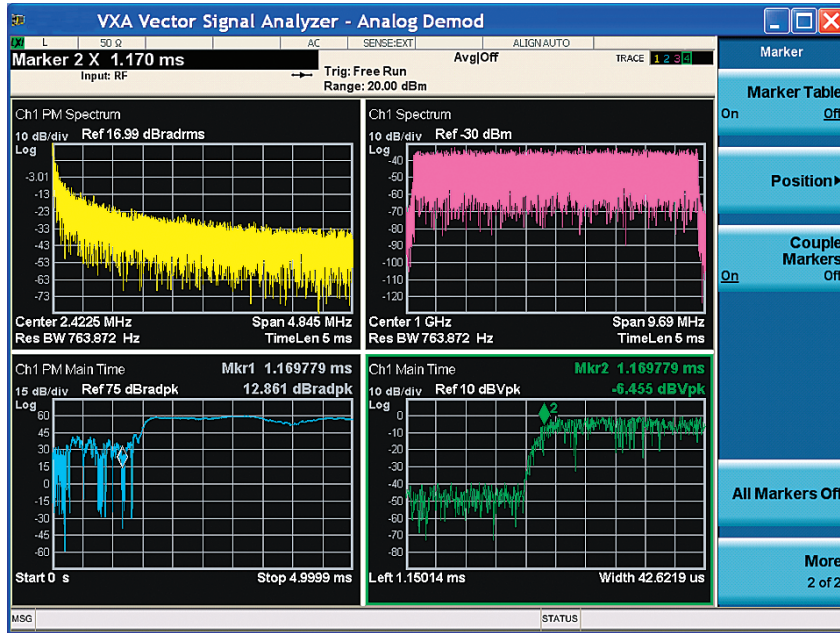 VXA Vector Signal Analyzer - Analog Demod
LXI L 50 Ω AC SENSE:EXT ALIGN AUTO
Marker 2 X 1.170 ms
Input: RF
Trig: Free Run
Range: 20.00 dBm
Avg|Off
TRACE 1 2 3 4
Marker
Marker Table
On Off
Position
Couple
Markers
On Off
All Markers Off
More
2 of 2
Ch1 PM Spectrum
10 dB/div Ref 16.99 dBradrms
Log
-3.01
-13
-23
-33
-43
-53
-63
-73
Center 2.4225 MHz Span 4.845 MHz
Res BW 763.872 Hz TimeLen 5 ms
Ch1 Spectrum
10 dB/div Ref -30 dBm
Log
-40
-50
-60
-70
-80
-90
-100
-110
-120
Center 1 GHz Span 9.69 MHz
Res BW 763.872 Hz TimeLen 5 ms
Ch1 PM Main Time Mkr1 1.169779 ms
15 dB/div Ref 75 dBradpk 12.861 dBradpk
Log
60
45
30
15
0
-15
-30
-45
-60
Start 0 s Stop 4.9999 ms
Ch1 Main Time Mkr2 1.169779 ms
10 dB/div Ref 10 dBVpk -6.455 dBVpk
Log
2
0
-10
-20
-30
-40
-50
-60
-70
-80
Left 1.15014 ms Width 42.6219 us
MSG STATUS